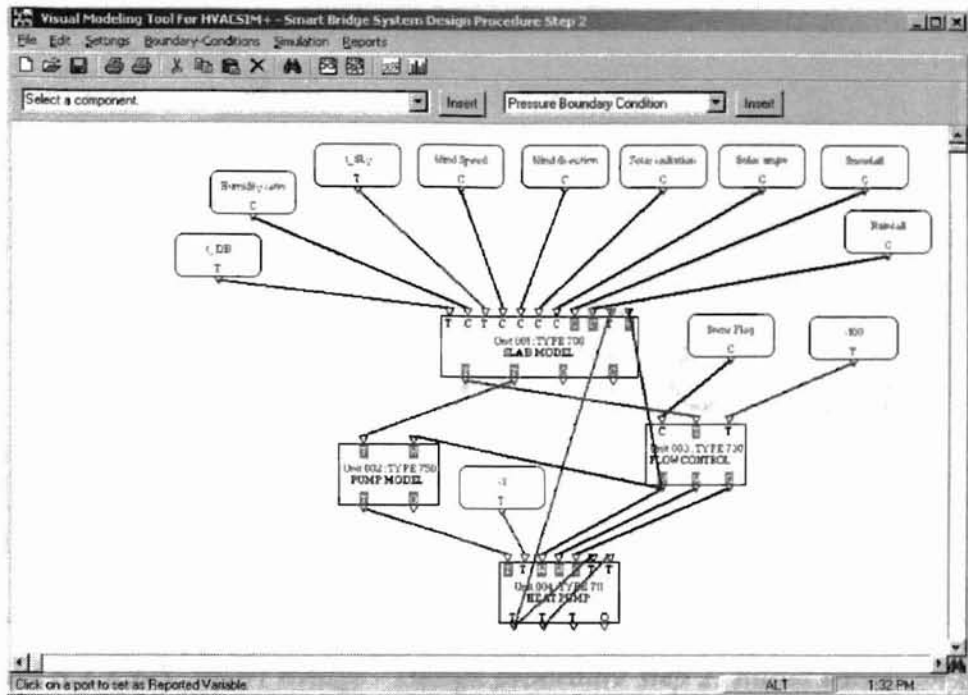 Visual Modeling Tool For HVACSIM+ - Smart Bridge System Design Procedure Step 2
File Edit Settings Boundary-Conditions Simulation Reports
Select a component. Insert Pressure Boundary Condition Insert
t_Sky Wind Speed Wind direction Solar radiation Solar angle Snowfall
T C C C C C
Humidity ratio
C
Rainfall
C
t_DB
T
T C T C C C C T
Unit 001 : TYPE 700
SLAB MODEL
Snow Flag -100
C T
C T
Unit 003 : TYPE 730
FLOW CONTROL
Unit 002 : TYPE 750
PUMP MODEL
T
T T T
Unit 004 : TYPE 711
HEAT PUMP
T T T
Click on a port to set as Reported Variable. ALT 1:32 PM